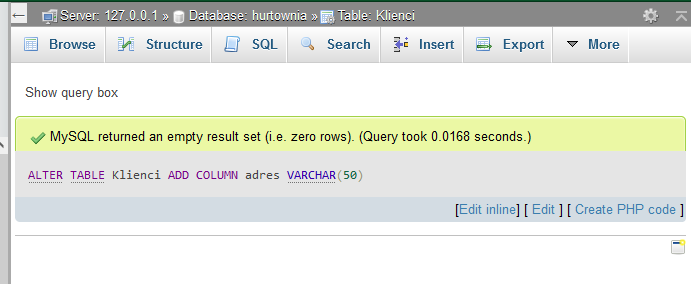 Server: 127.0.0.1 » Database: hurtownia » Table: Klienci
Browse Structure SQL Search Insert Export More
Show query box
MySQL returned an empty result set (i.e. zero rows). (Query took 0.0168 seconds.)
ALTER TABLE Klienci ADD COLUMN adres VARCHAR(50)
[Edit inline] [ Edit ] [ Create PHP code ]